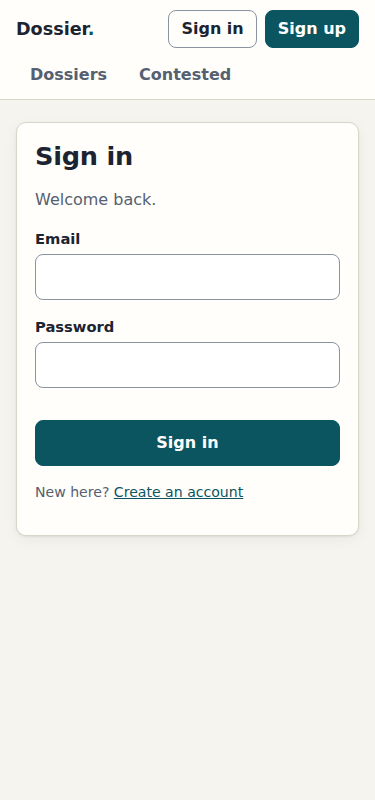 Dossier.
Sign in
Sign up
Dossiers
Contested
Sign in
Welcome back.
Email
Password
Sign in
New here? Create an account